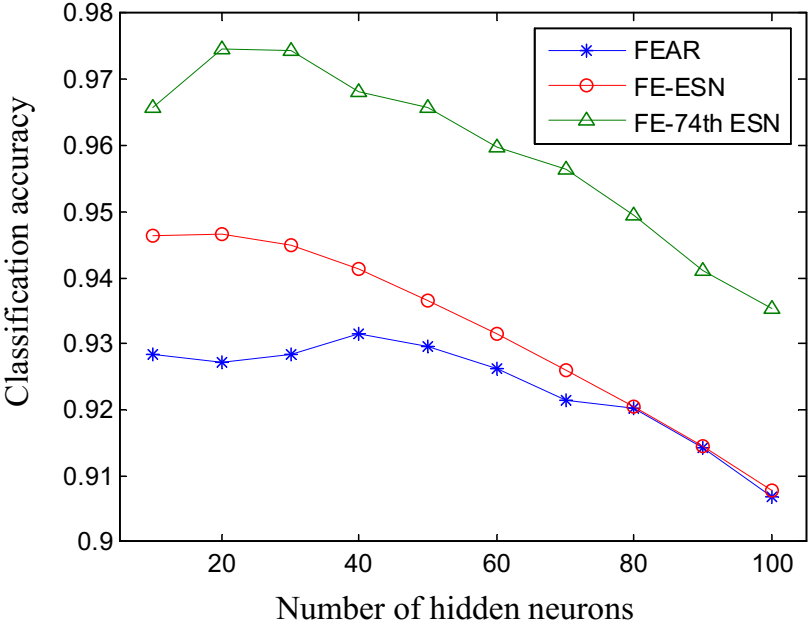 0.98
0.97
0.96
0.95
0.94
0.93
0.92
0.91
0.9
Classification accuracy
FEAR
FE-ESN
FE-74th ESN
20 40 60 80 100
Number of hidden neurons